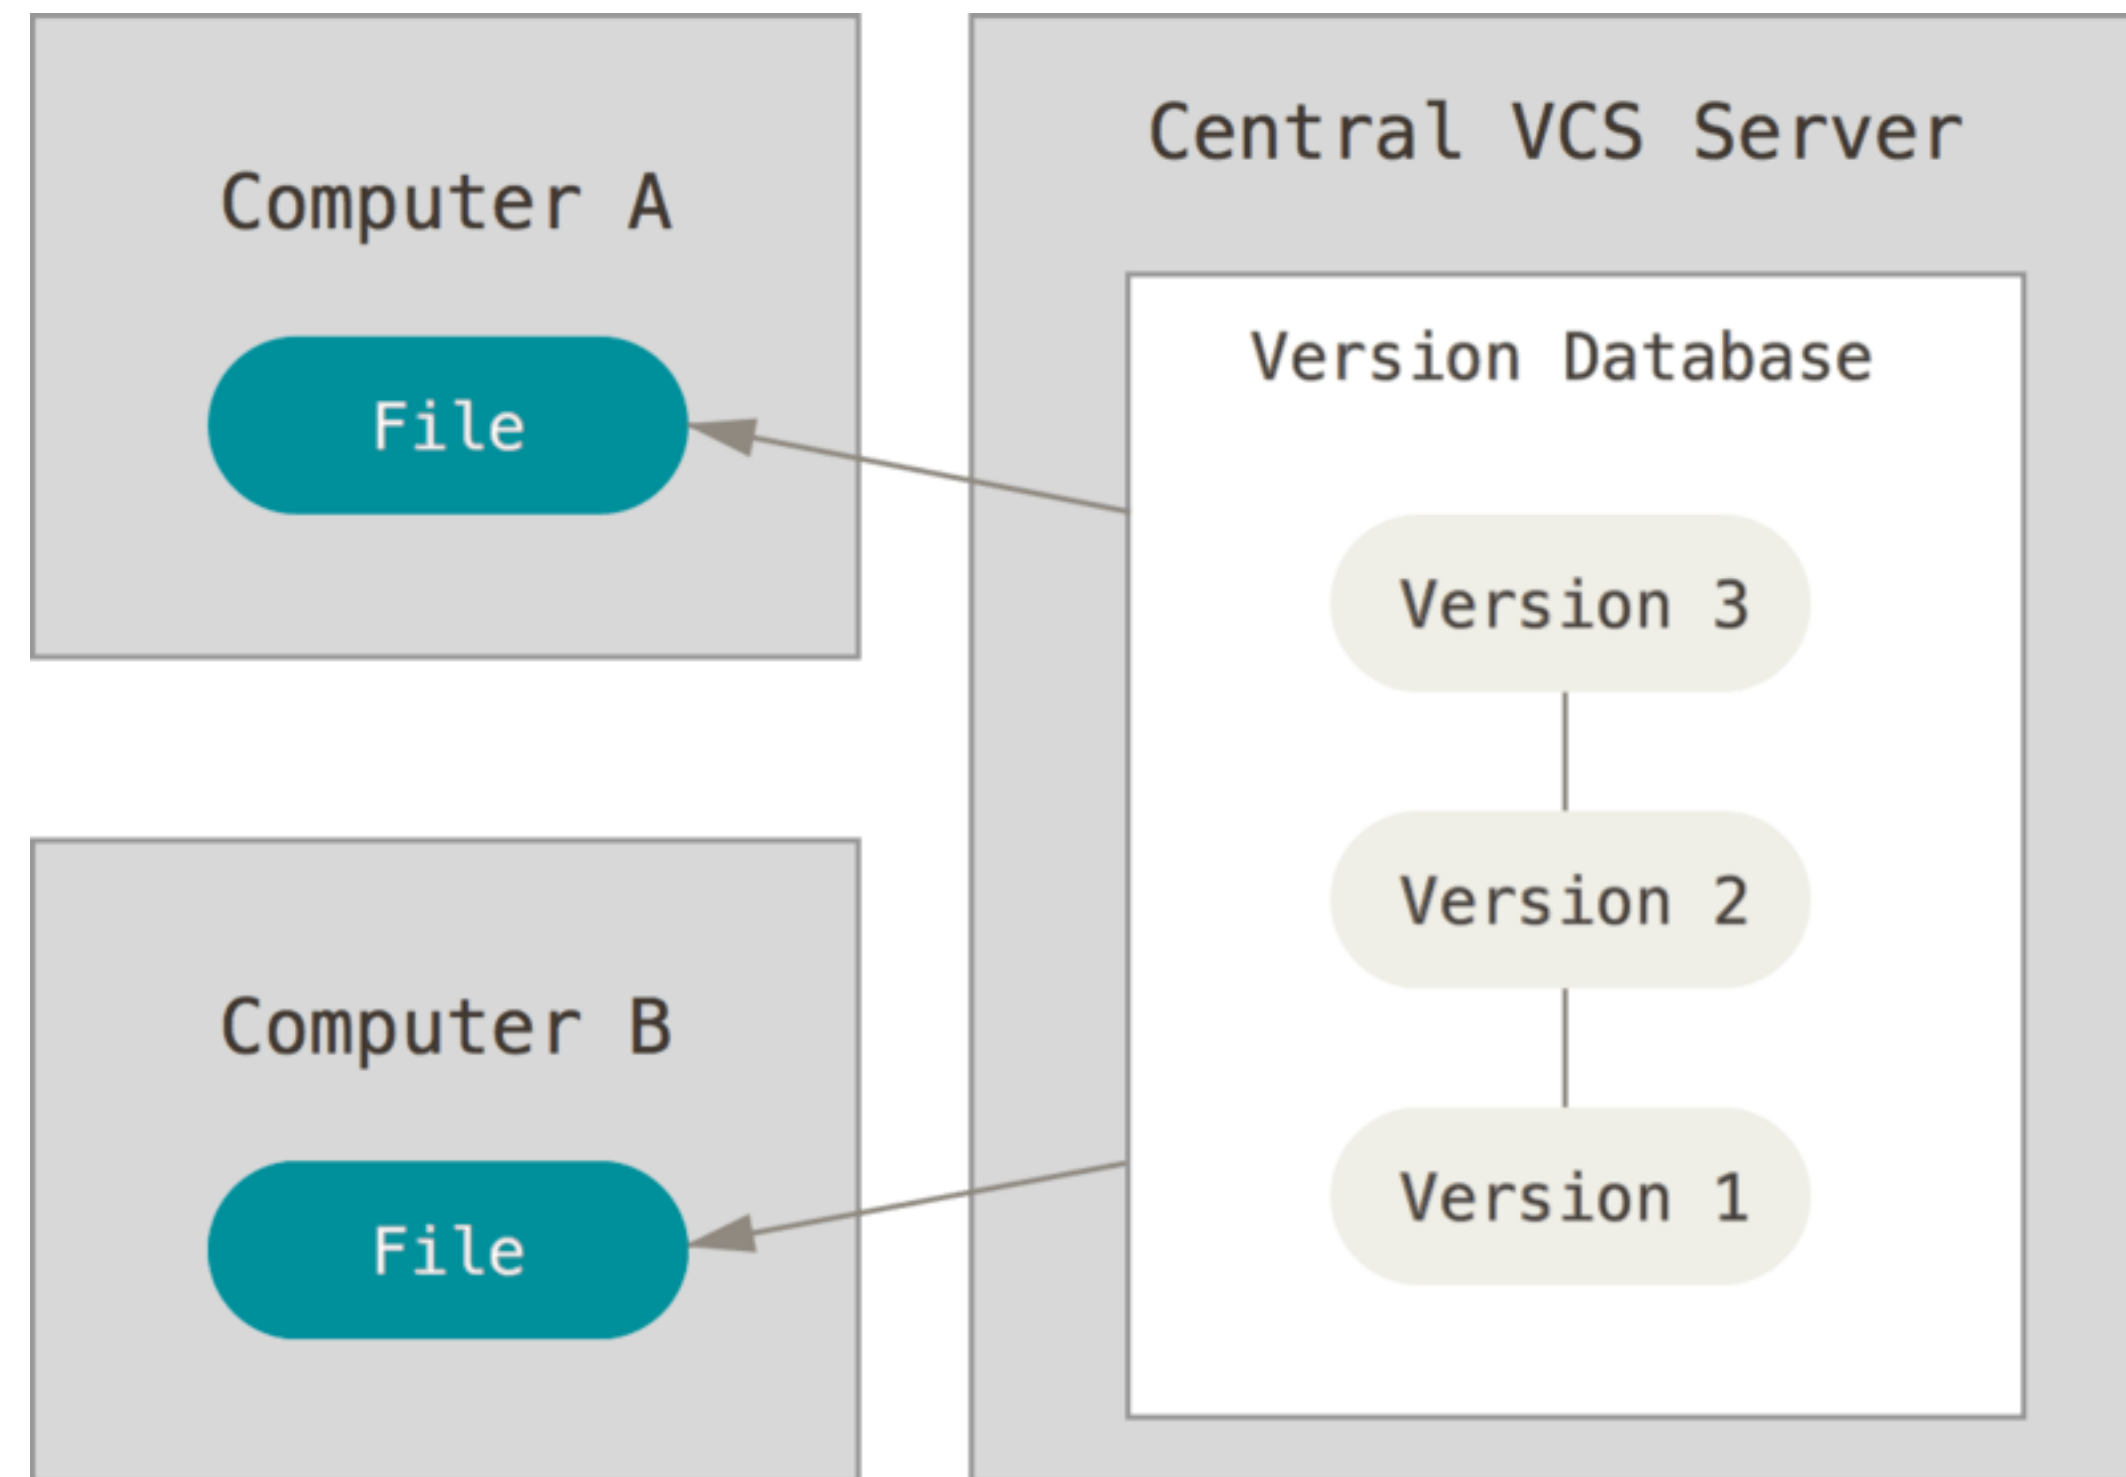 Computer A
File
Computer B
File
Central VCS Server
Version Database
Version 3
Version 2
Version 1